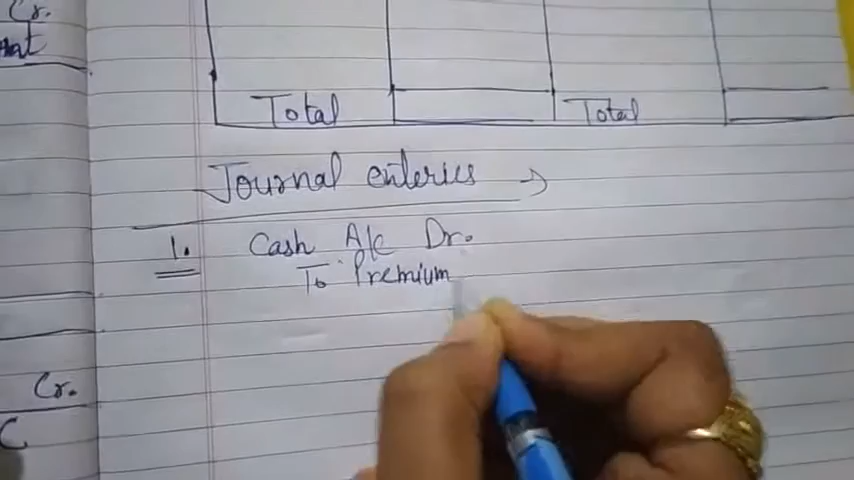 Cr.
Total Total
Journal enteries →
1. Cash A/c Dr.
To Premium
Cr.